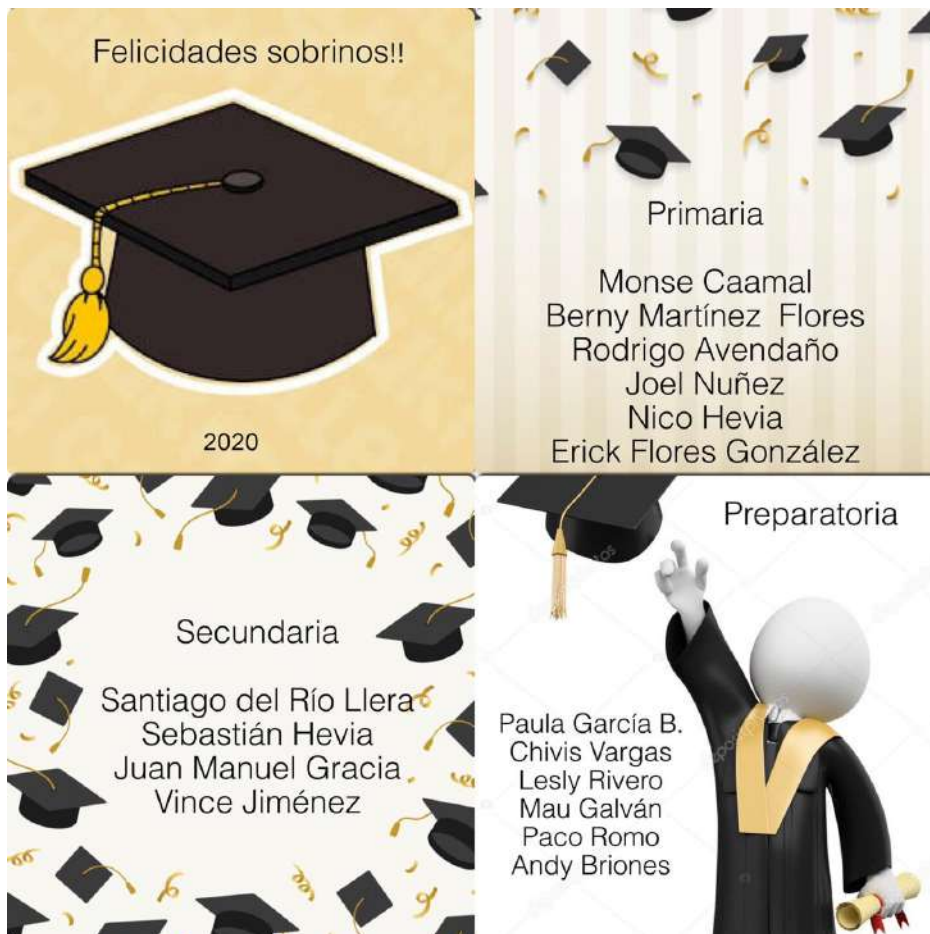 Felicidades sobrinos!!
2020
Primaria
Monse Caamal
Berny Martínez Flores
Rodrigo Avendaño
Joel Nuñez
Nico Hevia
Erick Flores González
Secundaria
Santiago del Río Llera
Sebastián Hevia
Juan Manuel Gracia
Vince Jiménez
Preparatoria
Paula García B.
Chivis Vargas
Lesly Rivero
Mau Galván
Paco Romo
Andy Briones